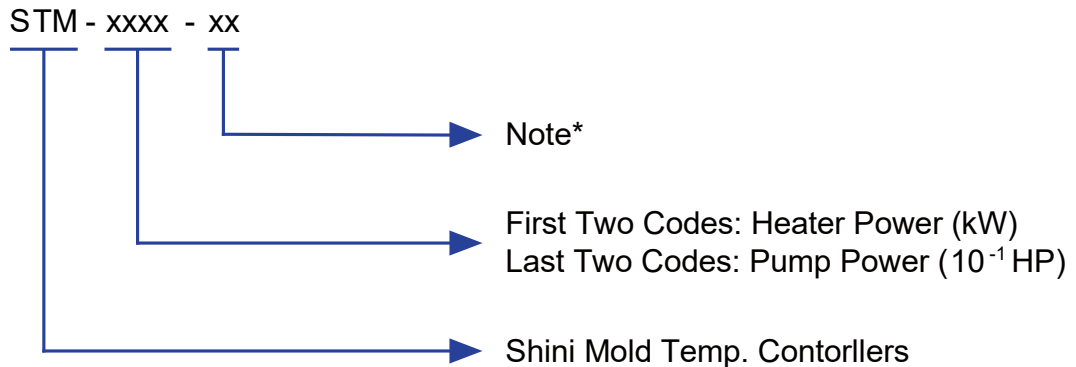 STM - xxxx - xx
Note*
First Two Codes: Heater Power (kW)
Last Two Codes: Pump Power (10⁻¹ HP)
Shini Mold Temp. Contorllers